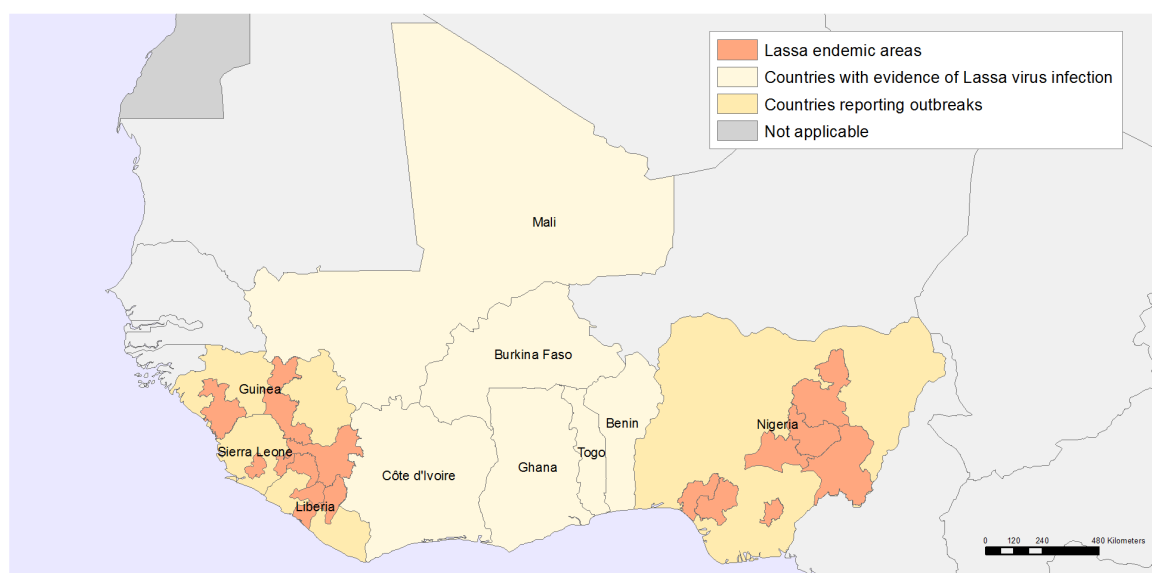 Lassa endemic areas
Countries with evidence of Lassa virus infection
Countries reporting outbreaks
Not applicable
Mali
Burkina Faso
Guinea
Benin
Nigeria
Sierra Leone
Togo
Ghana
Côte d'Ivoire
Liberia
0 120 240 480 Kilometers